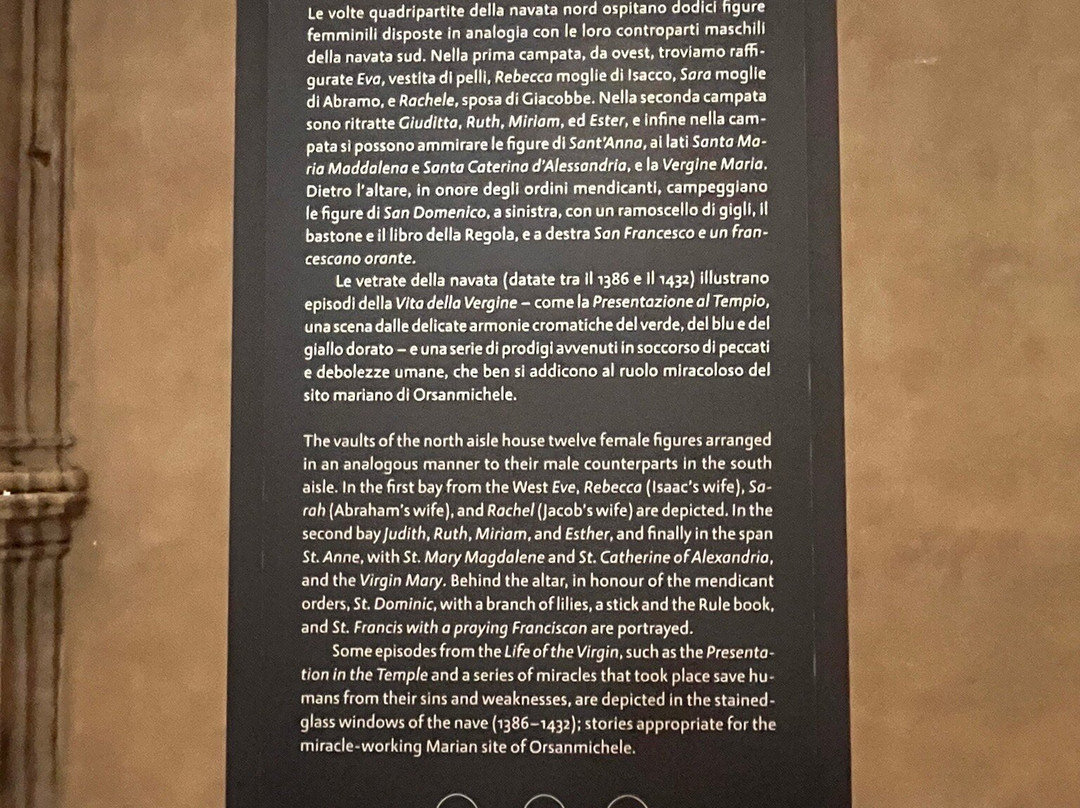 Le volte quadripartite della navata nord ospitano dodici figure
femminili disposte in analogia con le loro controparti maschili
della navata sud. Nella prima campata, da ovest, troviamo raffi-
gurate Eva, vestita di pelli, Rebecca moglie di Isacco, Sara moglie
di Abramo, e Rachele, sposa di Giacobbe. Nella seconda campata
sono ritratte Giuditta, Ruth, Miriam, ed Ester, e infine nella cam-
pata si possono ammirare le figure di Sant'Anna, ai lati Santa Ma-
ria Maddalena e Santa Caterina d'Alessandria, e la Vergine Maria.
Dietro l'altare, in onore degli ordini mendicanti, campeggiano
le figure di San Domenico, a sinistra, con un ramoscello di gigli, il
bastone e il libro della Regola, e a destra San Francesco e un fran-
cescano orante.
Le vetrate della navata (datate tra il 1386 e il 1432) illustrano
episodi della Vita della Vergine – come la Presentazione al Tempio,
una scena dalle delicate armonie cromatiche del verde, del blu e del
giallo dorato – e una serie di prodigi avvenuti in soccorso di peccati
e debolezze umane, che ben si addicono al ruolo miracoloso del
sito mariano di Orsanmichele.
The vaults of the north aisle house twelve female figures arranged
in an analogous manner to their male counterparts in the south
aisle. In the first bay from the West Eve, Rebecca (Isaac's wife), Sa-
rah (Abraham's wife), and Rachel (Jacob's wife) are depicted. In the
second bay Judith, Ruth, Miriam, and Esther, and finally in the span
St. Anne, with St. Mary Magdalene and St. Catherine of Alexandria,
and the Virgin Mary. Behind the altar, in honour of the mendicant
orders, St. Dominic, with a branch of lilies, a stick and the Rule book,
and St. Francis with a praying Franciscan are portrayed.
Some episodes from the Life of the Virgin, such as the Presenta-
tion in the Temple and a series of miracles that took place save hu-
mans from their sins and weaknesses, are depicted in the stained-
glass windows of the nave (1386–1432); stories appropriate for the
miracle-working Marian site of Orsanmichele.